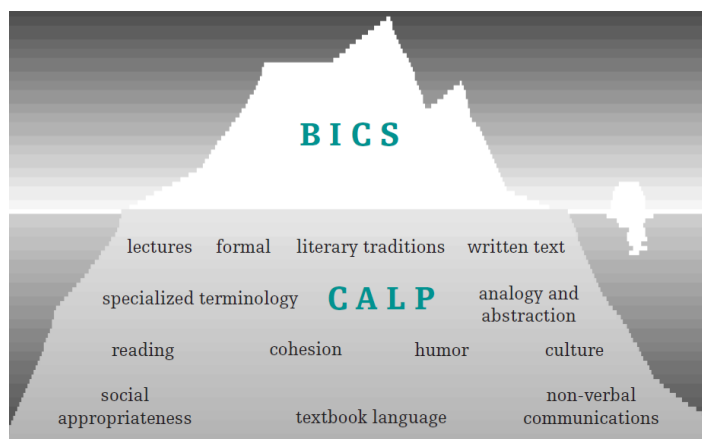 BICS
lectures formal literary traditions written text
specialized terminology CALP analogy and
abstraction
reading cohesion humor culture
social
appropriateness
textbook language
non-verbal
communications